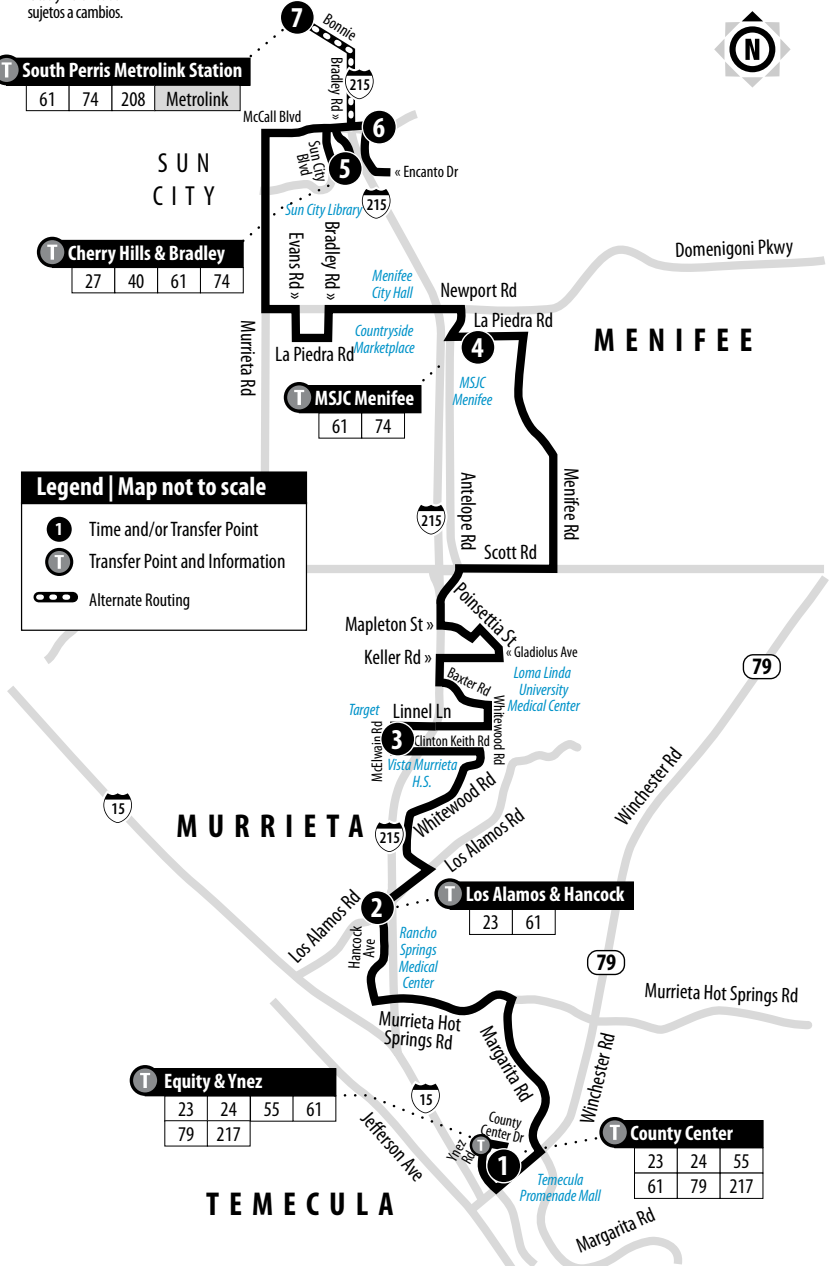 sujetos a cambios.
7
Bonnie
N
T South Perris Metrolink Station
61 74 208 Metrolink
Bradley Rd »
215
McCall Blvd
6
SUN
CITY
Sun City
Blvd
5
« Encanto Dr
215
Sun City Library
T Cherry Hills & Bradley
27 40 61 74
Evans Rd »
Bradley Rd »
Menifee
City Hall
Domenigoni Pkwy
Newport Rd
La Piedra Rd
MENIFEE
Murrieta Rd
La Piedra Rd
Countryside
Marketplace
4
T MSJC Menifee
61 74
MSJC
Menifee
Legend | Map not to scale
1 Time and/or Transfer Point
T Transfer Point and Information
Alternate Routing
215
Antelope Rd
Menifee Rd
Scott Rd
Poinsettia St
Mapleton St »
Keller Rd »
« Gladiolus Ave
79
Baxter Rd
Loma Linda
University
Medical Center
Target
Linnel Ln
Whitewood Rd
McElwain Rd
3
Clinton Keith Rd
Vista Murrieta
H.S.
Whitewood Rd
Winchester Rd
15
MURRIETA
215
Los Alamos Rd
T Los Alamos & Hancock
23 61
2
Los Alamos Rd
Hancock
Ave
Rancho
Springs
Medical
Center
79
Murrieta Hot Springs Rd
Murrieta Hot
Springs Rd
Margarita Rd
Winchester Rd
T Equity & Ynez
23 24 55 61
79 217
15
Jefferson Ave
County
Center Dr
Ynez
Rd
T
1
T County Center
23 24 55
61 79 217
Temecula
Promenade Mall
TEMECULA
Margarita Rd